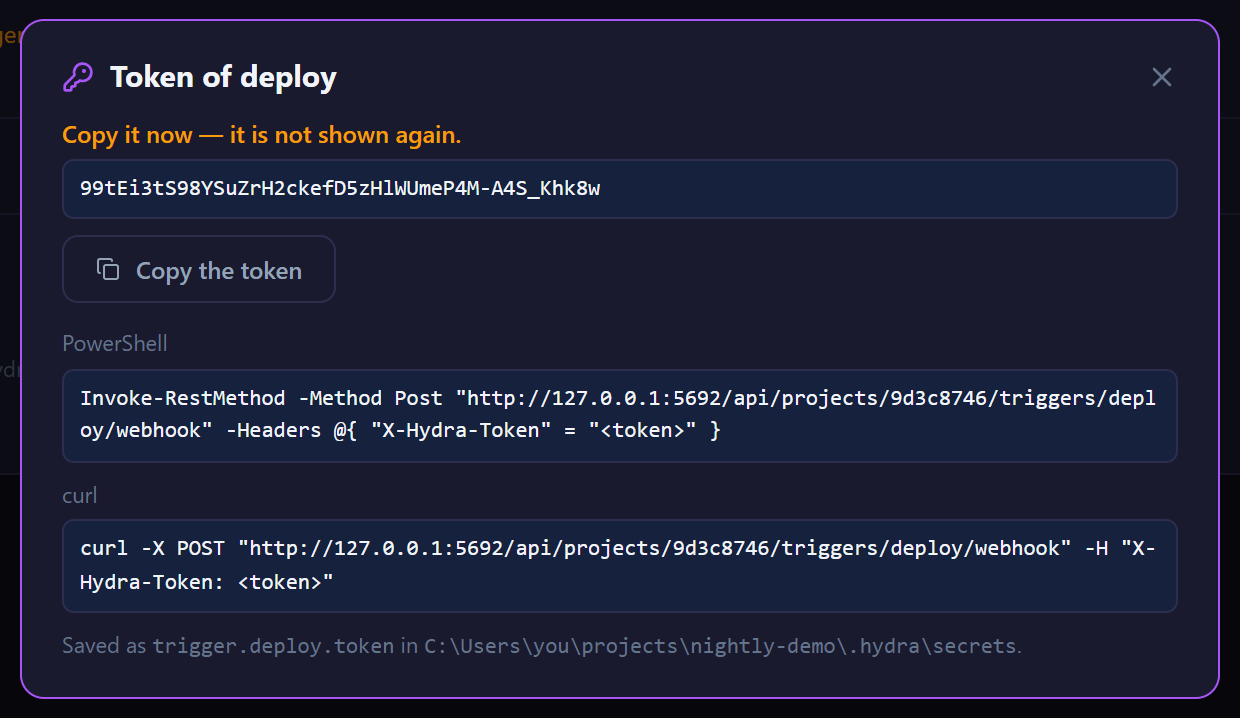 Token of deploy
Copy it now — it is not shown again.
99tEi3tS98YSuZrH2ckefD5zHlWUmeP4M-A4S_Khk8w
Copy the token
PowerShell
Invoke-RestMethod -Method Post "http://127.0.0.1:5692/api/projects/9d3c8746/triggers/depl
oy/webhook" -Headers @{ "X-Hydra-Token" = "<token>" }
curl
curl -X POST "http://127.0.0.1:5692/api/projects/9d3c8746/triggers/deploy/webhook" -H "X-
Hydra-Token: <token>"
Saved as trigger.deploy.token in C:\Users\you\projects\nightly-demo\.hydra\secrets.